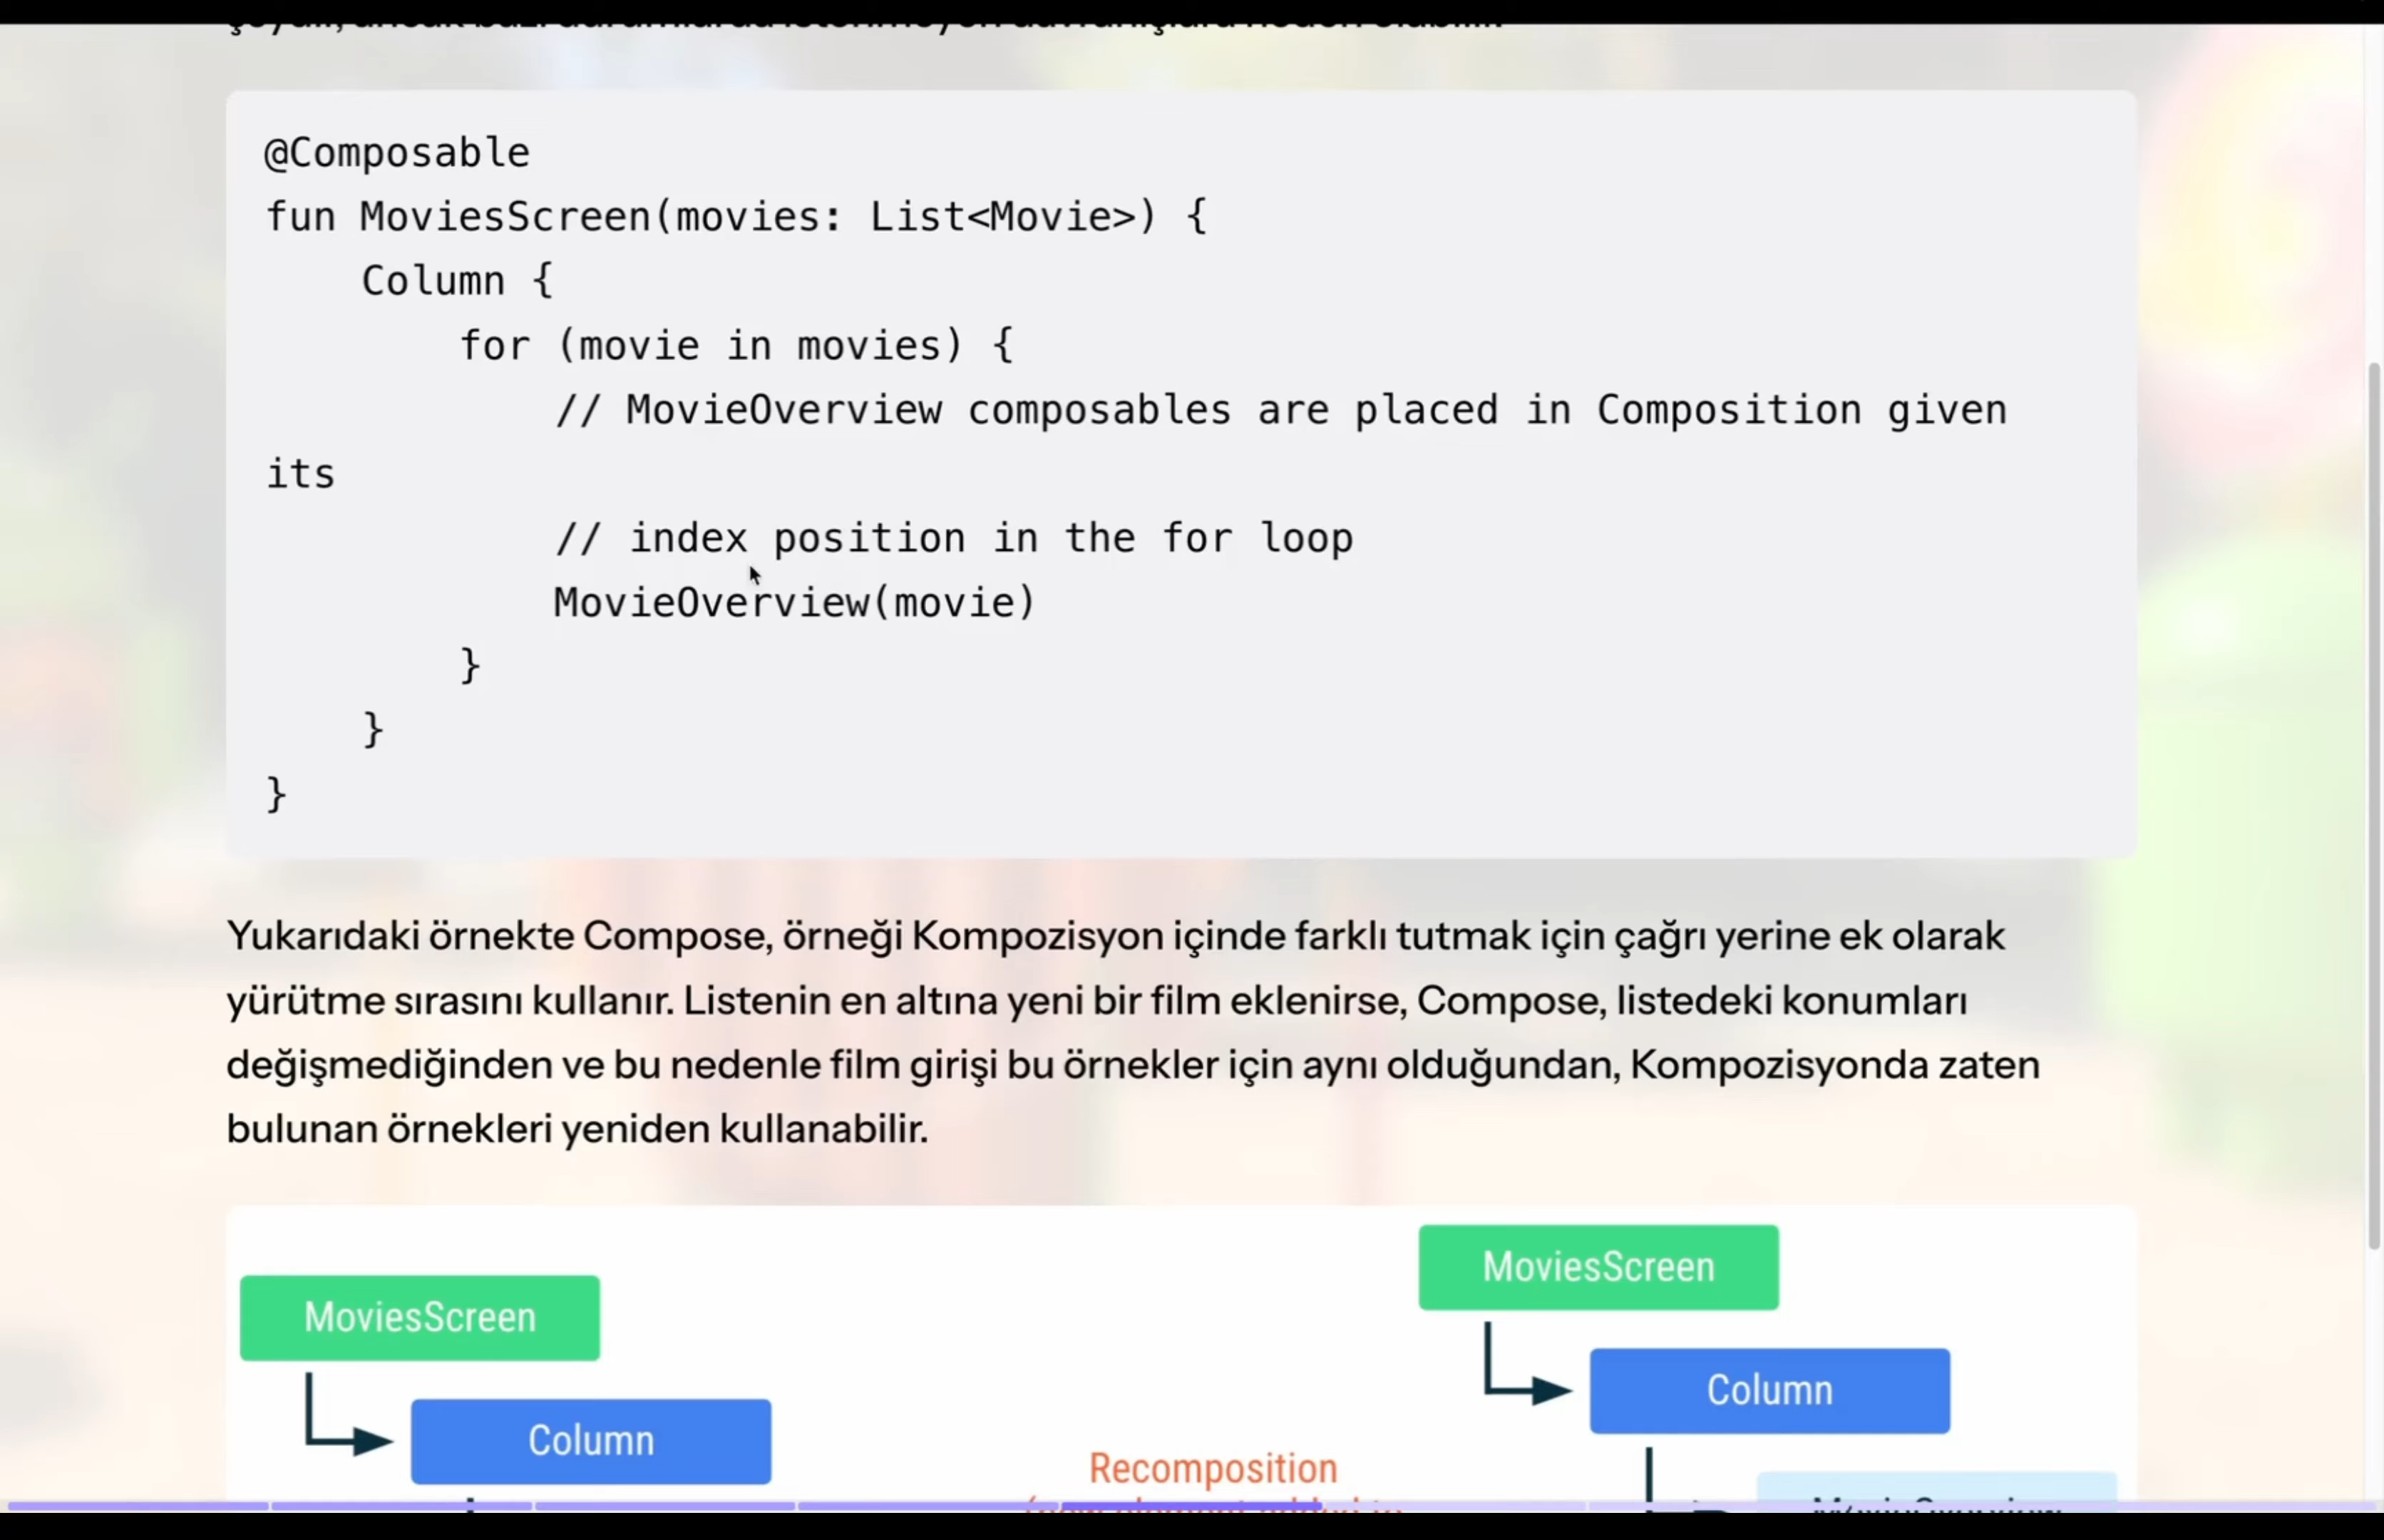 @Composable
fun MoviesScreen(movies: List<Movie>) {
    Column {
        for (movie in movies) {
            // MovieOverview composables are placed in Composition given
its
            // index position in the for loop
            MovieOverview(movie)
        }
    }
}
Yukarıdaki örnekte Compose, örneği Kompozisyon içinde farklı tutmak için çağrı yerine ek olarak
yürütme sırasını kullanır. Listenin en altına yeni bir film eklenirse, Compose, listedeki konumları
değişmediğinden ve bu nedenle film girişi bu örnekler için aynı olduğundan, Kompozisyonda zaten
bulunan örnekleri yeniden kullanabilir.
MoviesScreen
Column
Recomposition
MoviesScreen
Column